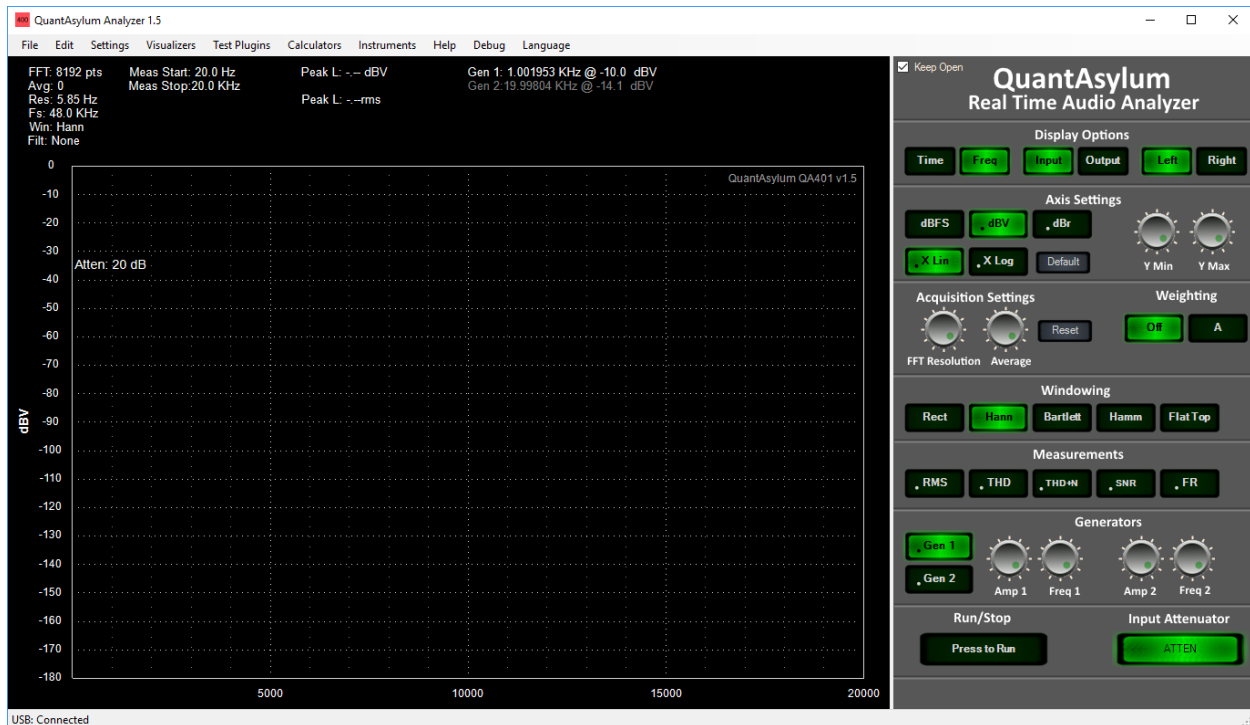 400 QuantAsylum Analyzer 1.5
File Edit Settings Visualizers Test Plugins Calculators Instruments Help Debug Language
FFT: 8192 pts
Avg: 0
Res: 5.85 Hz
Fs: 48.0 KHz
Win: Hann
Filt: None
Meas Start: 20.0 Hz
Meas Stop:20.0 KHz
Peak L: -.-- dBV
Peak L: -.--rms
Gen 1: 1.001953 KHz @ -10.0 dBV
Gen 2:19.99804 KHz @ -14.1 dBV
QuantAsylum QA401 v1.5
Atten: 20 dB
dBV
0
-10
-20
-30
-40
-50
-60
-70
-80
-90
-100
-110
-120
-130
-140
-150
-160
-170
-180
5000 10000 15000 20000
Keep Open
QuantAsylum
Real Time Audio Analyzer
Display Options
Time Freq Input Output Left Right
Axis Settings
dBFS dBV dBr
X Lin X Log Default
Y Min Y Max
Acquisition Settings
Reset
FFT Resolution Average
Weighting
Off A
Windowing
Rect Hann Bartlett Hamm Flat Top
Measurements
RMS THD THD+N SNR FR
Generators
Gen 1
Gen 2
Amp 1 Freq 1 Amp 2 Freq 2
Run/Stop
Press to Run
Input Attenuator
ATTEN
USB: Connected